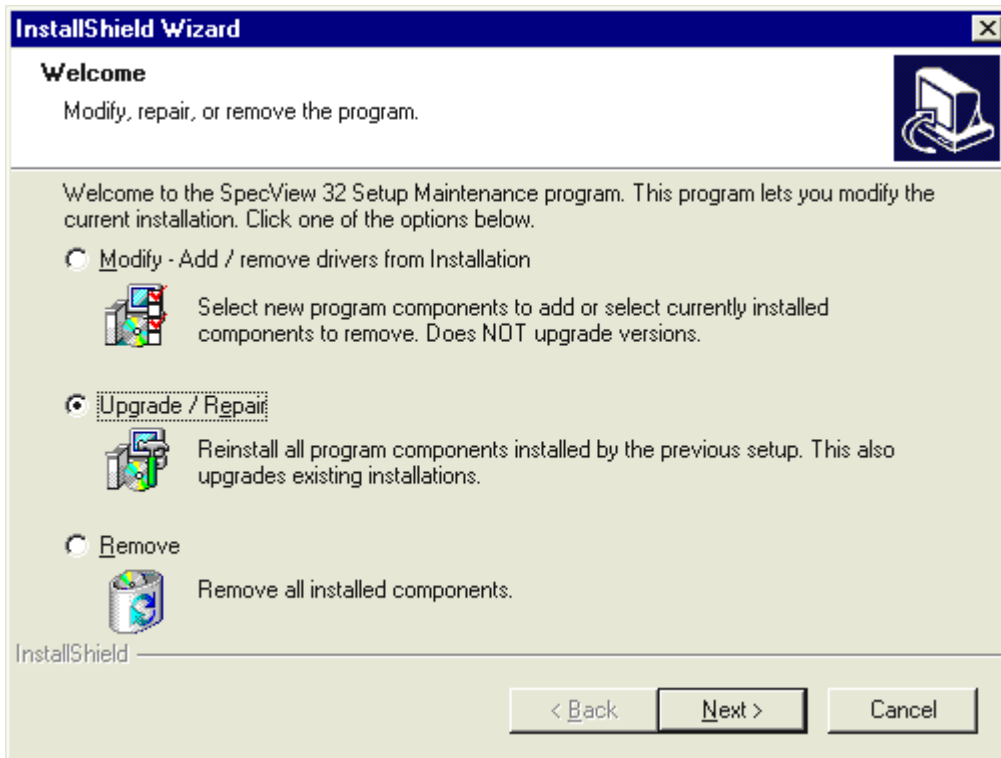 InstallShield Wizard
Welcome
Modify, repair, or remove the program.
Welcome to the SpecView 32 Setup Maintenance program. This program lets you modify the
current installation. Click one of the options below.
Modify - Add / remove drivers from Installation
Select new program components to add or select currently installed
components to remove. Does NOT upgrade versions.
Upgrade / Repair
Reinstall all program components installed by the previous setup. This also
upgrades existing installations.
Remove
Remove all installed components.
InstallShield
< Back
Next >
Cancel